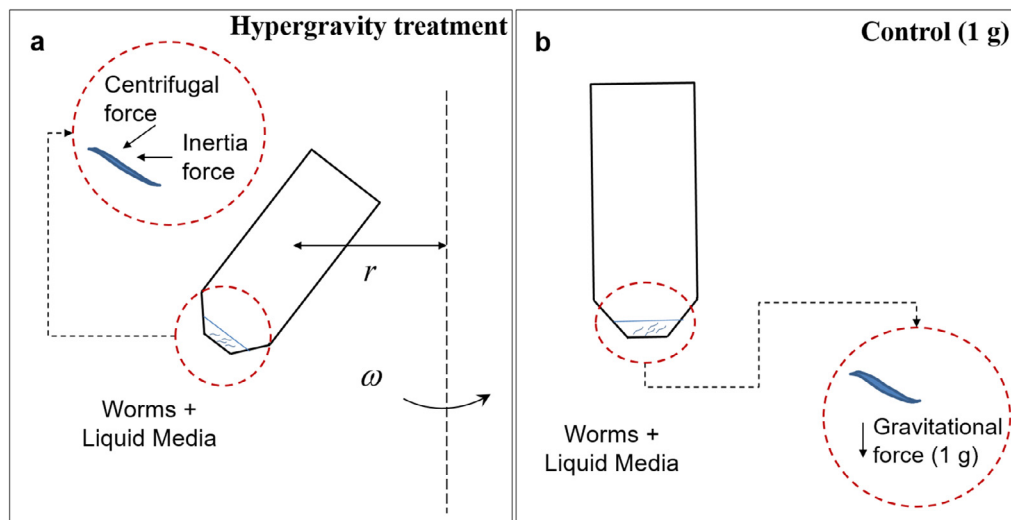 a
Hypergravity treatment
Centrifugal
force
Inertia
force
r
ω
Worms +
Liquid Media
b
Control (1 g)
Worms +
Liquid Media
Gravitational
force (1 g)